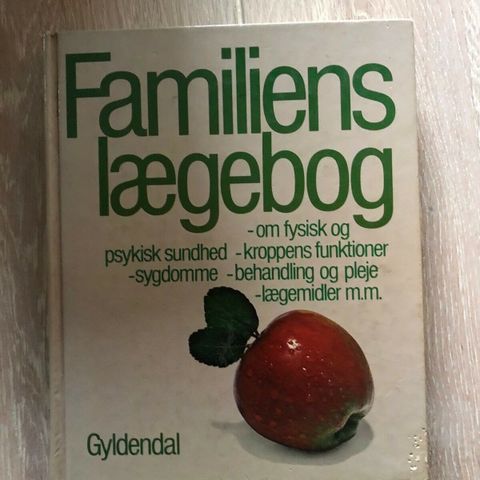 Familiens
lægebog
-om fysisk og
psykisk sundhed -kroppens funktioner
-sygdomme -behandling og pleje
-lægemidler m.m.
Gyldendal